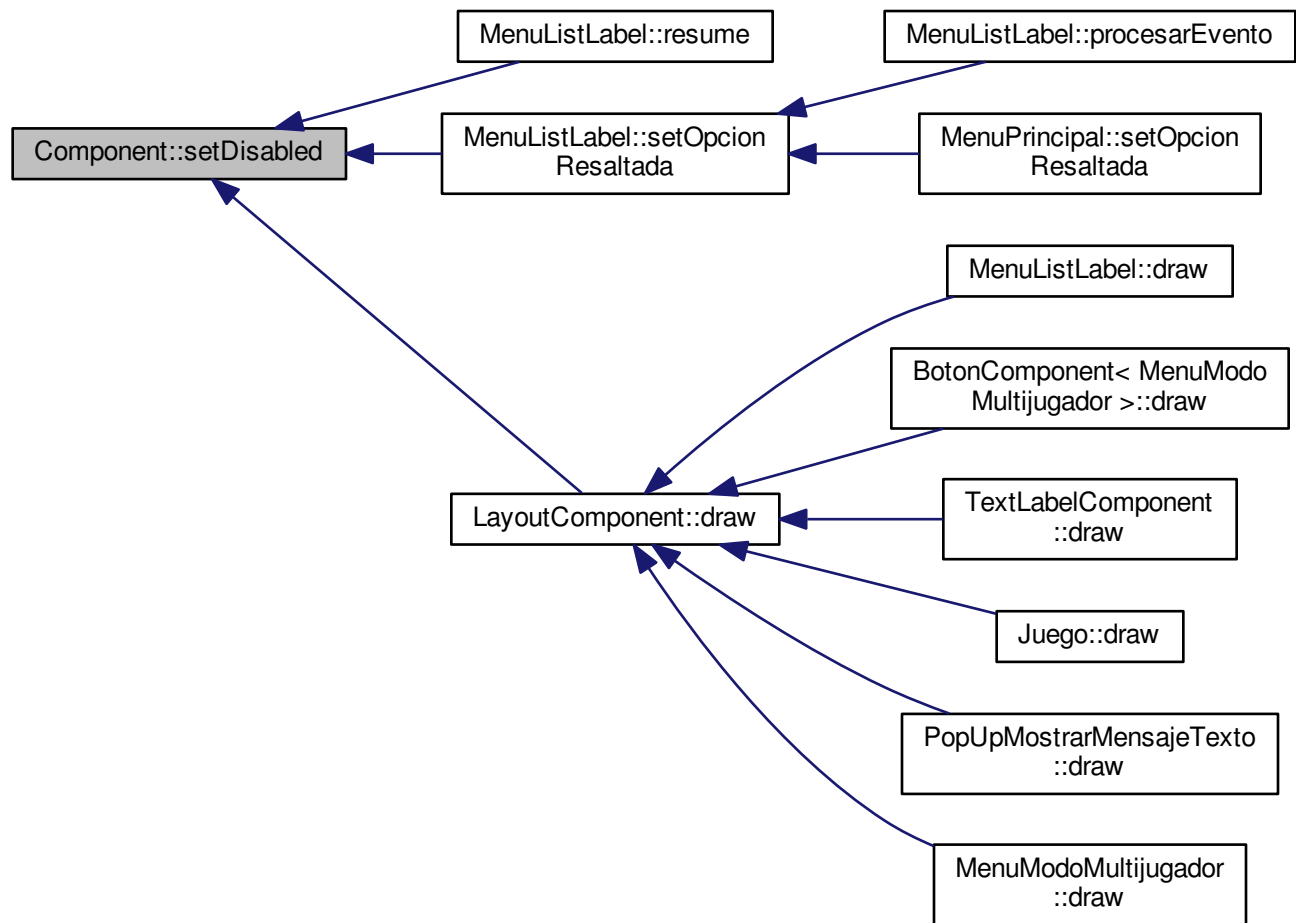 MenuListLabel::resume
MenuListLabel::procesarEvento
Component::setDisabled
MenuListLabel::setOpcion
Resaltada
MenuPrincipal::setOpcion
Resaltada
MenuListLabel::draw
BotonComponent< MenuModo
Multijugador >::draw
LayoutComponent::draw
TextLabelComponent
::draw
Juego::draw
PopUpMostrarMensajeTexto
::draw
MenuModoMultijugador
::draw